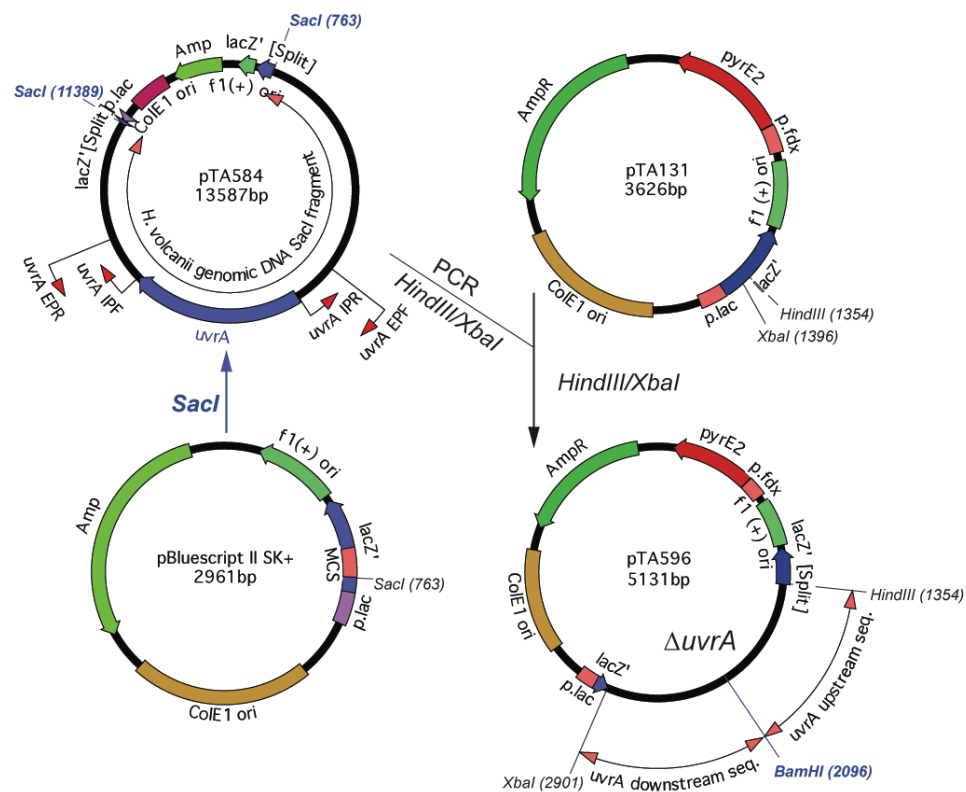 SacI (763)
Amp
lacZ' [Split]
SacI (11389)
p.lac
ColE1 ori
f1(+) ori
lacZ' [Split]
pTA584
13587bp
H. volcanii genomic DNA SacI fragment
uvrA EPR
uvrA IPF
uvrA IPR
uvrA EPF
uvrA
pyrE2
AmpR
p.fdx
pTA131
3626bp
f1 (+) ori
lacZ'
ColE1 ori
p.lac
HindIII (1354)
XbaI (1396)
PCR
HindIII/XbaI
SacI
HindIII/XbaI
f1(+) ori
Amp
lacZ'
MCS
pBluescript II SK+
2961bp
SacI (763)
p.lac
ColE1 ori
pyrE2
AmpR
p.fdx
f1 (+) ori
lacZ' [Split]
pTA596
5131bp
ColE1 ori
HindIII (1354)
ΔuvrA
lacZ'
p.lac
uvrA upstream seq.
XbaI (2901)
uvrA downstream seq.
BamHI (2096)